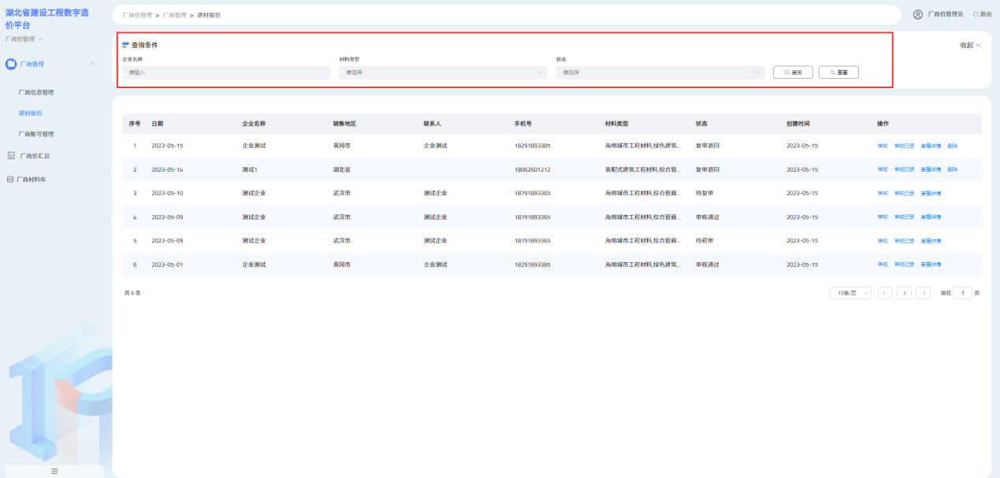 湖北省建设工程数字造
价平台
厂商价管理
厂商管理
厂商信息管理
建材报价
厂商账号管理
厂商价汇总
厂商材料库
厂商价管理 > 厂商管理 > 建材报价
厂商价管理员 退出
查询条件 收起
企业名称 材料类型 状态
请输入 请选择 请选择 查询 重置
序号 日期 企业名称 销售地区 联系人 手机号 材料类型 状态 创建时间 操作
1 2023-05-15 企业测试 黄冈市 企业测试 18291893385 海绵城市工程材料,绿色建筑... 复审退回 2023-05-15 审核 审核记录 查看详情 删除
2 2023-05-14 测试1 湖北省 18062601212 装配式建筑工程材料,综合管... 复审退回 2023-05-15 审核 审核记录 查看详情 删除
3 2023-05-10 测试企业 武汉市 测试企业 18791893365 海绵城市工程材料,综合管廊... 待复审 2023-05-15 审核 审核记录 查看详情
4 2023-05-09 测试企业 武汉市 测试企业 18791893365 海绵城市工程材料,综合管廊... 审核通过 2023-05-15 审核 审核记录 查看详情
5 2023-05-09 测试企业 武汉市 测试企业 18791893365 海绵城市工程材料,综合管廊... 待初审 2023-05-15 审核 审核记录 查看详情
6 2023-05-01 企业测试 黄冈市 企业测试 18291893385 海绵城市工程材料,绿色建筑... 审核通过 2023-05-15 审核 审核记录 查看详情
共 6 条 10条/页 < 1 > 前往 1 页